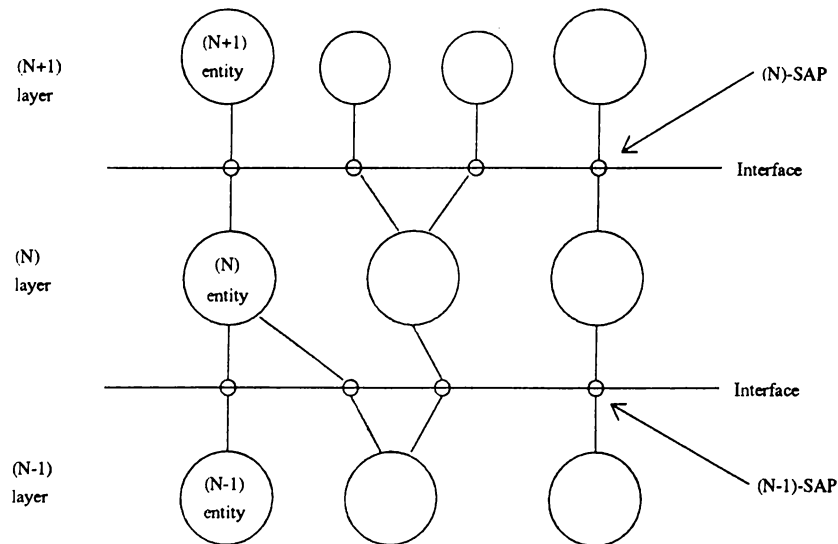 (N+1)
layer
(N+1)
entity
(N)-SAP
Interface
(N)
layer
(N)
entity
Interface
(N-1)
layer
(N-1)
entity
(N-1)-SAP